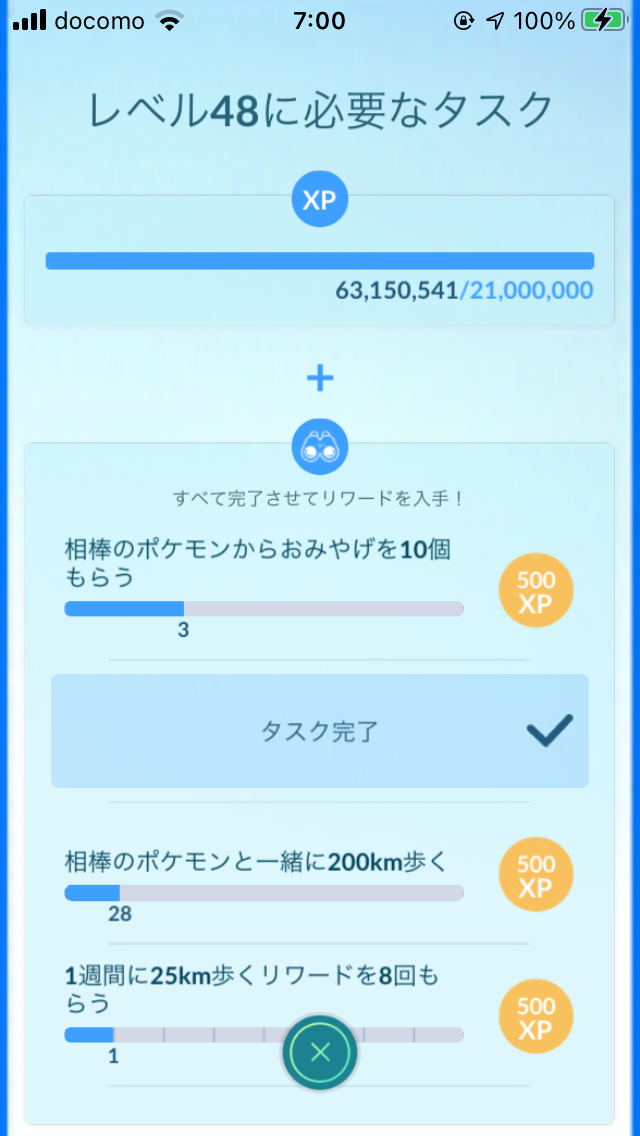 docomo 7:00 100%
レベル48に必要なタスク
XP
63,150,541/21,000,000
+
すべて完了させてリワードを入手！
相棒のポケモンからおみやげを10個
もらう
500
XP
3
タスク完了
相棒のポケモンと一緒に200km歩く
500
XP
28
1週間に25km歩くリワードを8回も
らう
500
XP
1